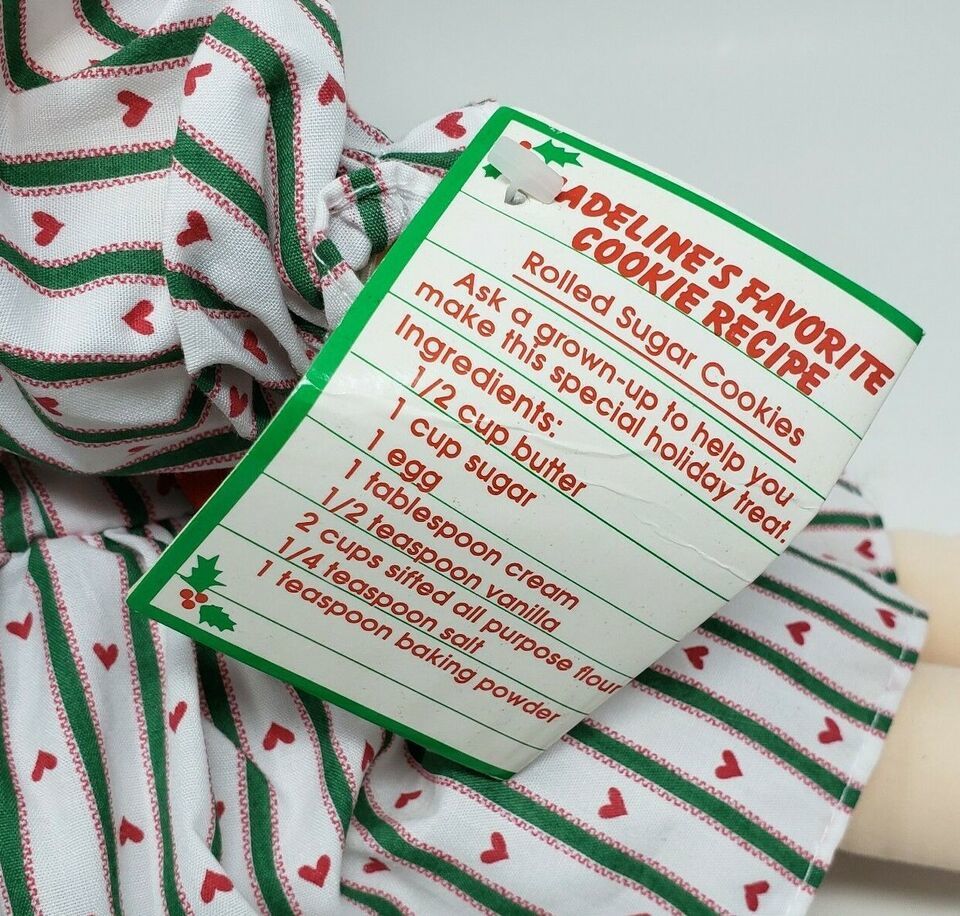 MADELINE'S FAVORITE
COOKIE RECIPE
Rolled Sugar Cookies
Ask a grown-up to help you
make this special holiday treat.
Ingredients:
1/2 cup butter
1 cup sugar
1 egg
1 tablespoon cream
1/2 teaspoon vanilla
2 cups sifted all purpose flour
1/4 teaspoon salt
1 teaspoon baking powder